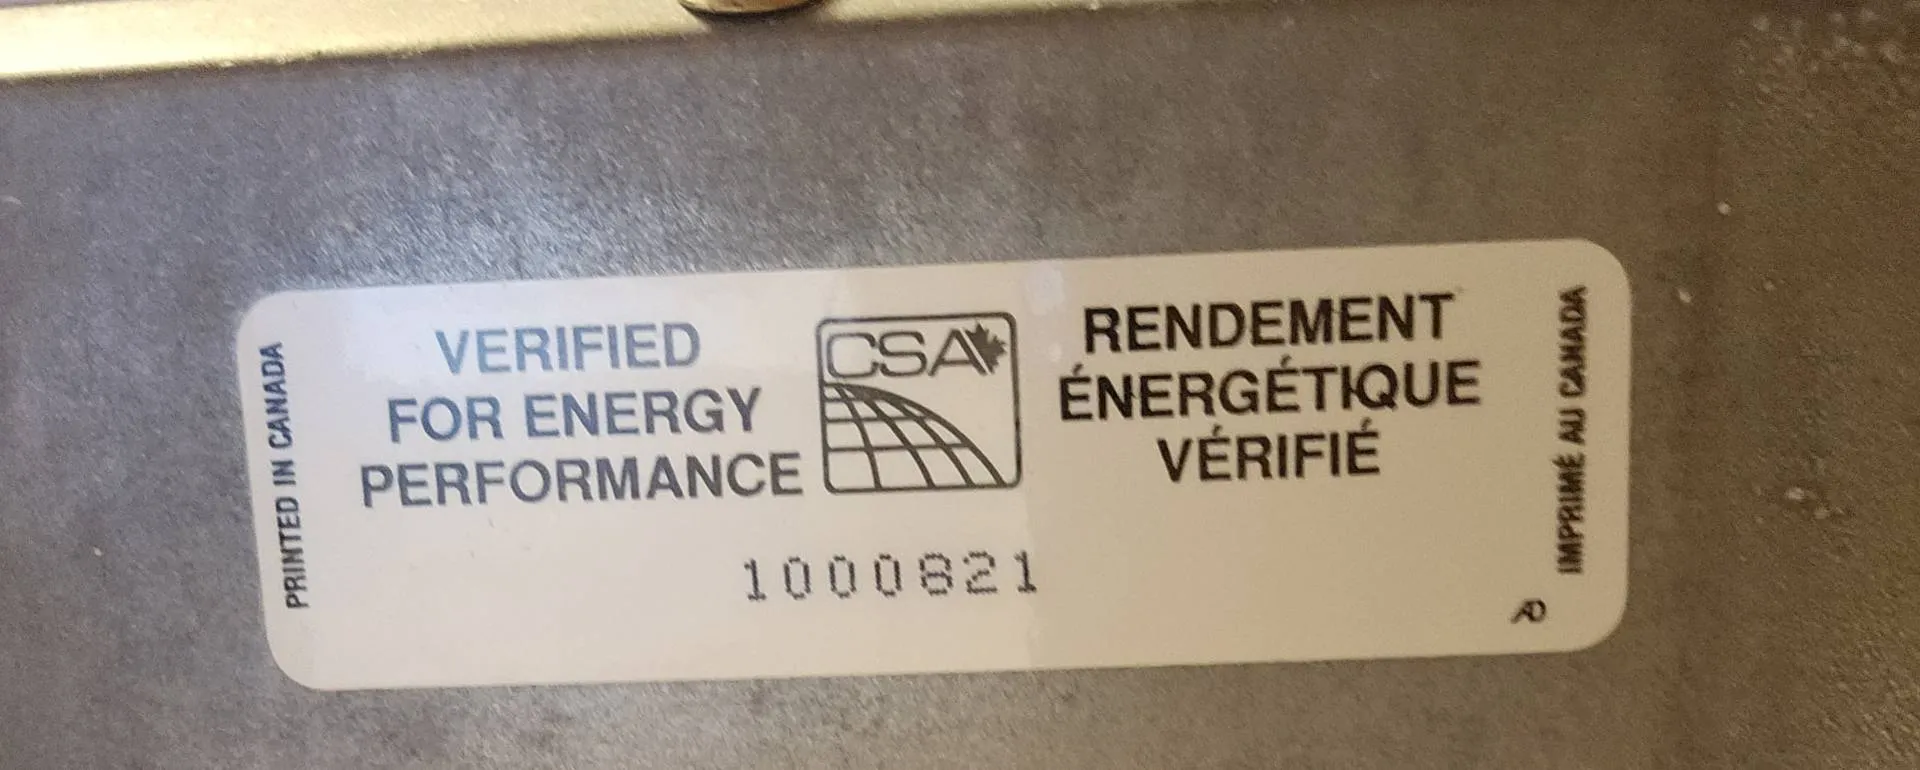 PRINTED IN CANADA
VERIFIED
FOR ENERGY
PERFORMANCE
CSA
RENDEMENT
ÉNERGÉTIQUE
VÉRIFIÉ
IMPRIMÉ AU CANADA
1000821